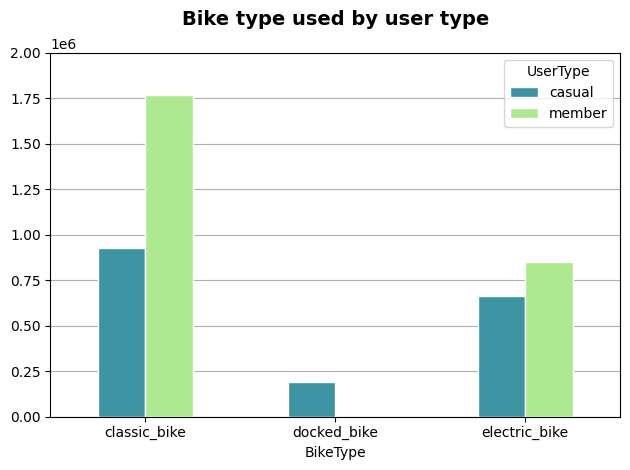 Bike type used by user type
1e6
2.00
1.75
1.50
1.25
1.00
0.75
0.50
0.25
0.00
UserType
casual
member
classic_bike
docked_bike
electric_bike
BikeType